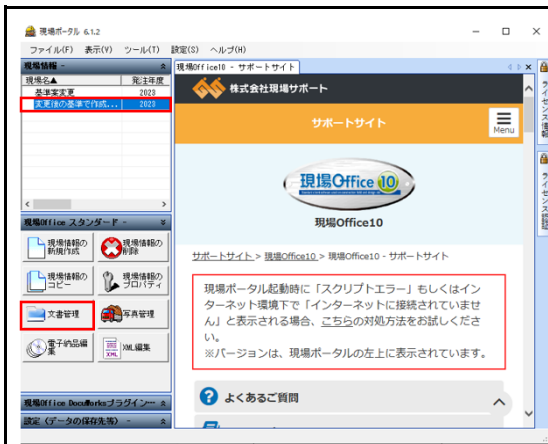 現場ポータル 6.1.2
ファイル(F) 表示(V) ツール(T) 設定(S) ヘルプ(H)
現場情報 -
現場名▲ 発注年度
基準案変更 2023
変更後の基準で作成... 2023
現場Office スタンダード -
現場情報の新規作成
現場情報の削除
現場情報のコピー
現場情報のプロパティ
文書管理
写真管理
電子納品編集
XML編集
現場Office DocuWorksプラグイン…
設定（データの保存先等） -
現場Office10 - サポートサイト
株式会社現場サポート
サポートサイト
Menu
現場Office 10
現場Office10
サポートサイト > 現場Office10 > 現場Office10 - サポートサイト
現場ポータル起動時に「スクリプトエラー」もしくはイン
ターネット環境下で「インターネットに接続されていませ
ん」と表示される場合、こちらの対処方法をお試しくださ
い。
※バージョンは、現場ポータルの左上に表示されています。
よくあるご質問
ライセンス情報
ライセンス認証